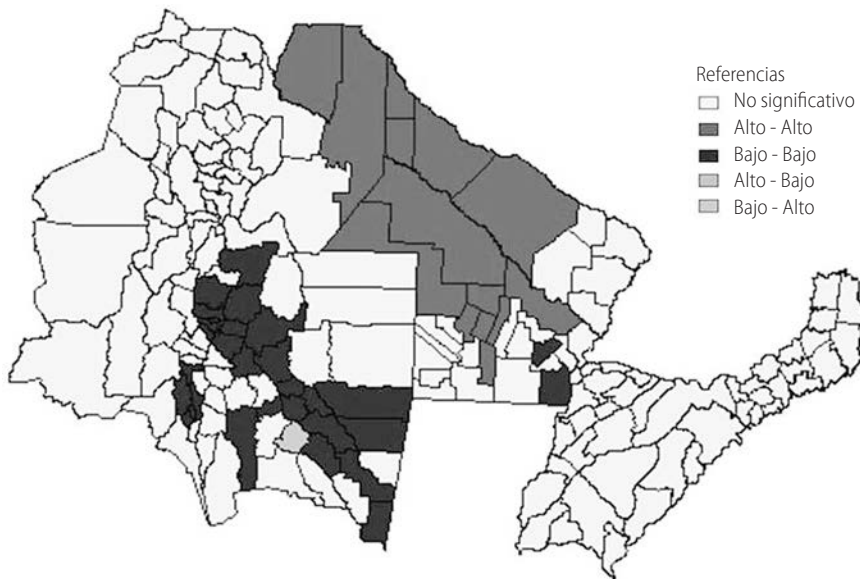 Referencias
No significativo
Alto - Alto
Bajo - Bajo
Alto - Bajo
Bajo - Alto